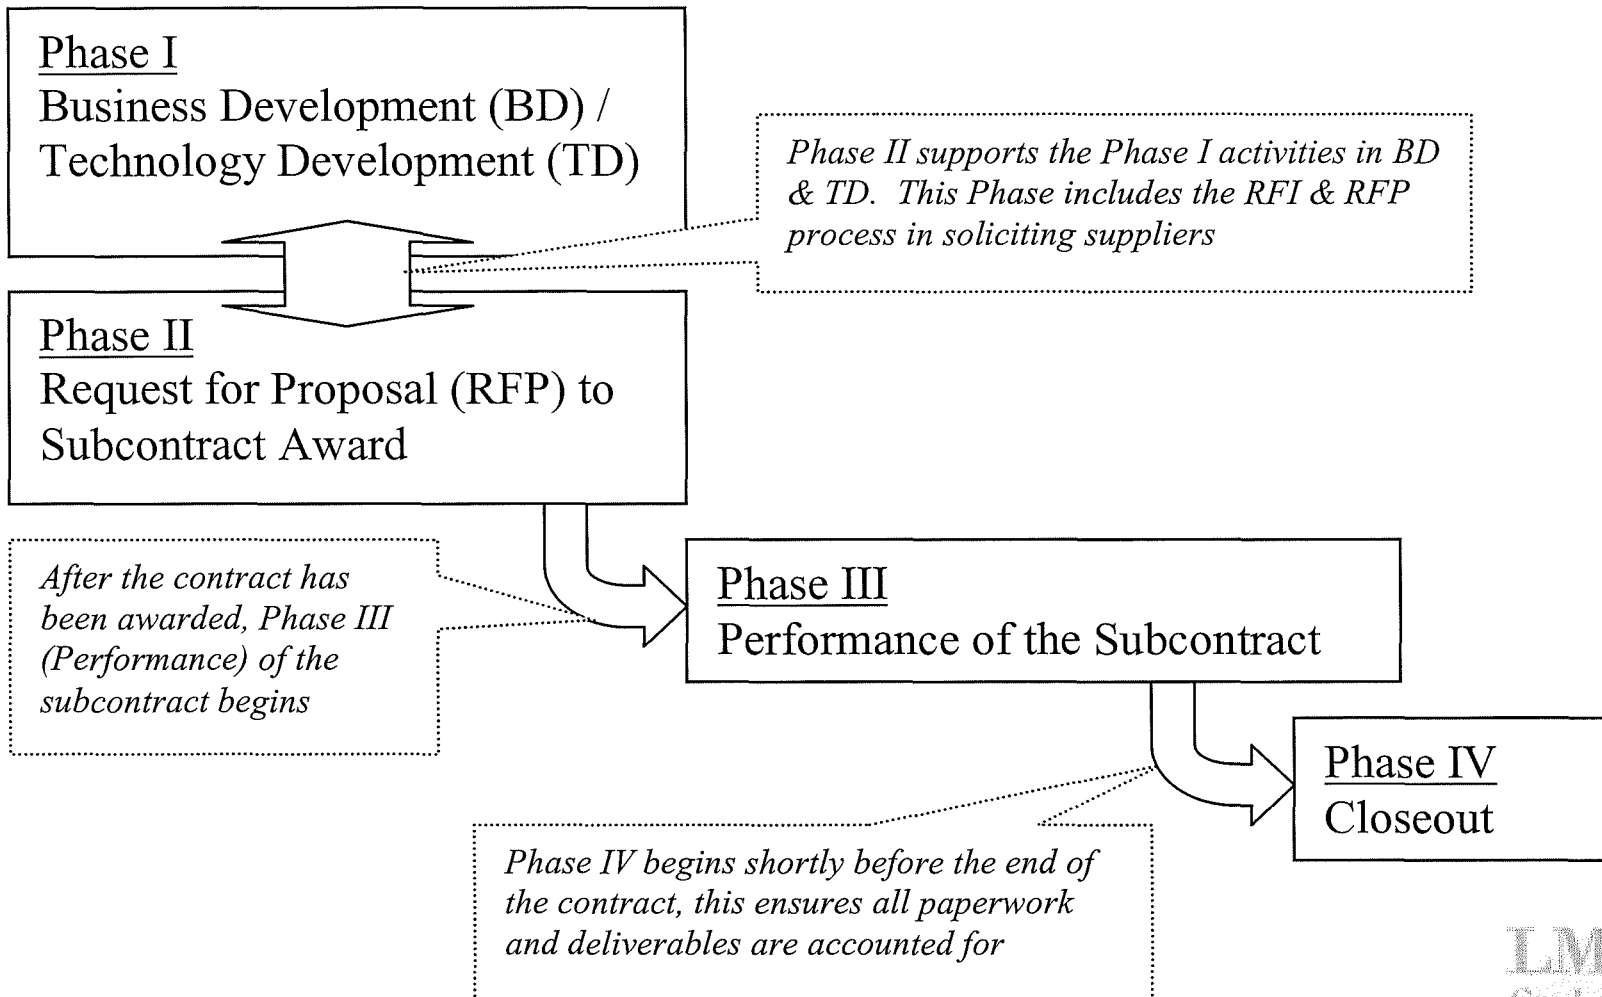 Phase I
Business Development (BD) /
Technology Development (TD)
Phase II supports the Phase I activities in BD
& TD. This Phase includes the RFI & RFP
process in soliciting suppliers
Phase II
Request for Proposal (RFP) to
Subcontract Award
After the contract has
been awarded, Phase III
(Performance) of the
subcontract begins
Phase III
Performance of the Subcontract
Phase IV
Closeout
Phase IV begins shortly before the end of
the contract, this ensures all paperwork
and deliverables are accounted for
LM